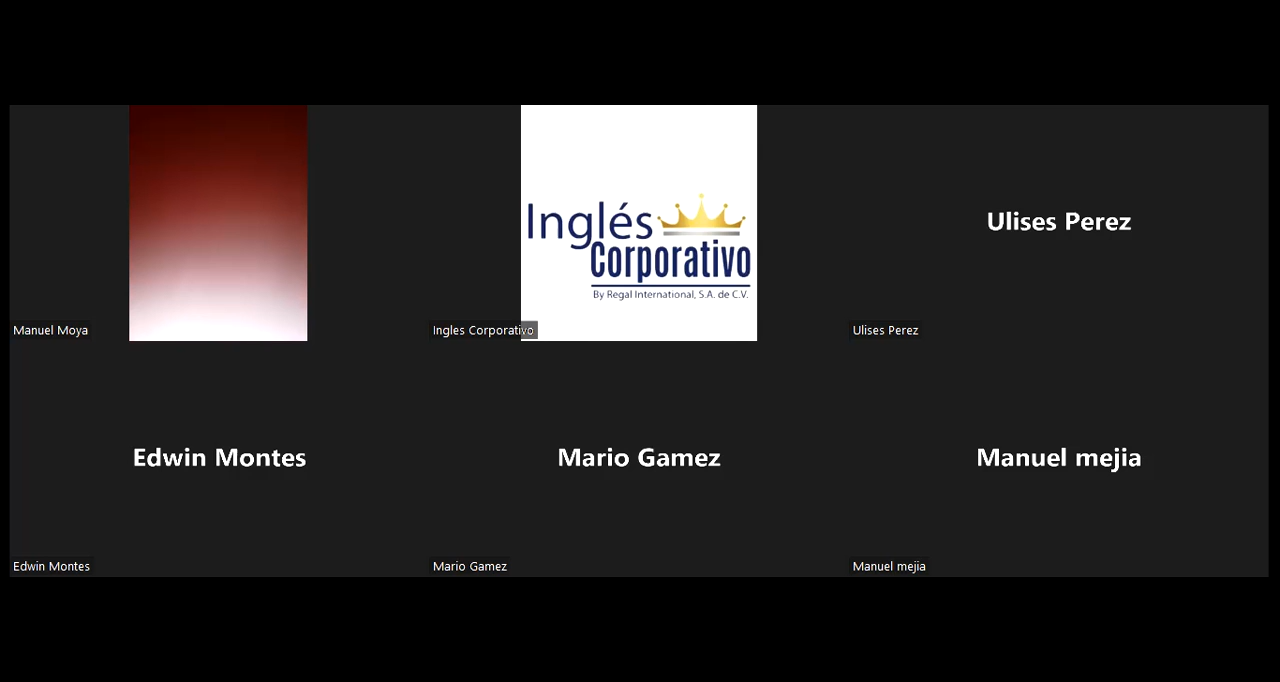 Inglés
Corporativo
By Regal International, S.A. de C.V.
Manuel Moya
Ingles Corporativo
Ulises Perez
Ulises Perez
Edwin Montes
Edwin Montes
Mario Gamez
Mario Gamez
Manuel mejia
Manuel mejia